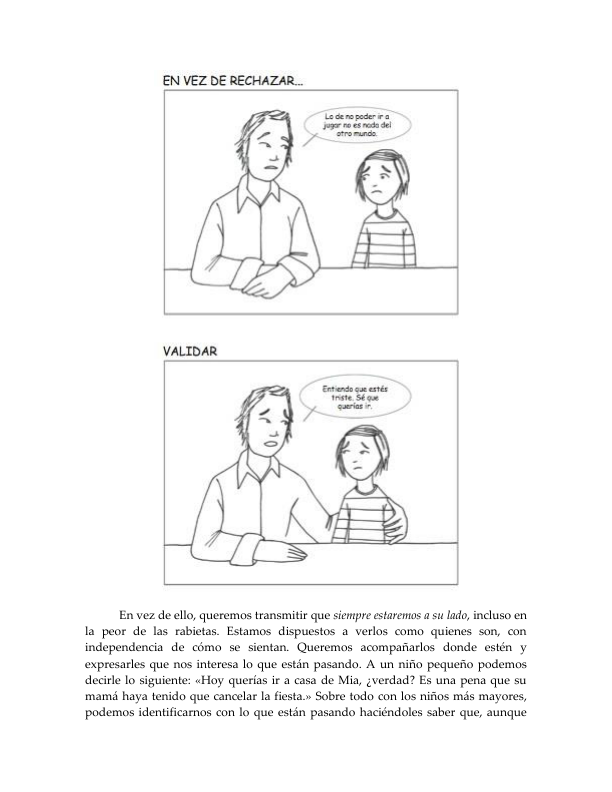 EN VEZ DE RECHAZAR...
Lo de no poder ir a
jugar no es nada del
otro mundo.
VALIDAR
Entiendo que estés
triste. Sé que
querías ir.
En vez de ello, queremos transmitir que siempre estaremos a su lado, incluso en
la peor de las rabietas. Estamos dispuestos a verlos como quienes son, con
independencia de cómo se sientan. Queremos acompañarlos donde estén y
expresarles que nos interesa lo que están pasando. A un niño pequeño podemos
decirle lo siguiente: «Hoy querías ir a casa de Mia, ¿verdad? Es una pena que su
mamá haya tenido que cancelar la fiesta.» Sobre todo con los niños más mayores,
podemos identificarnos con lo que están pasando haciéndoles saber que, aunque